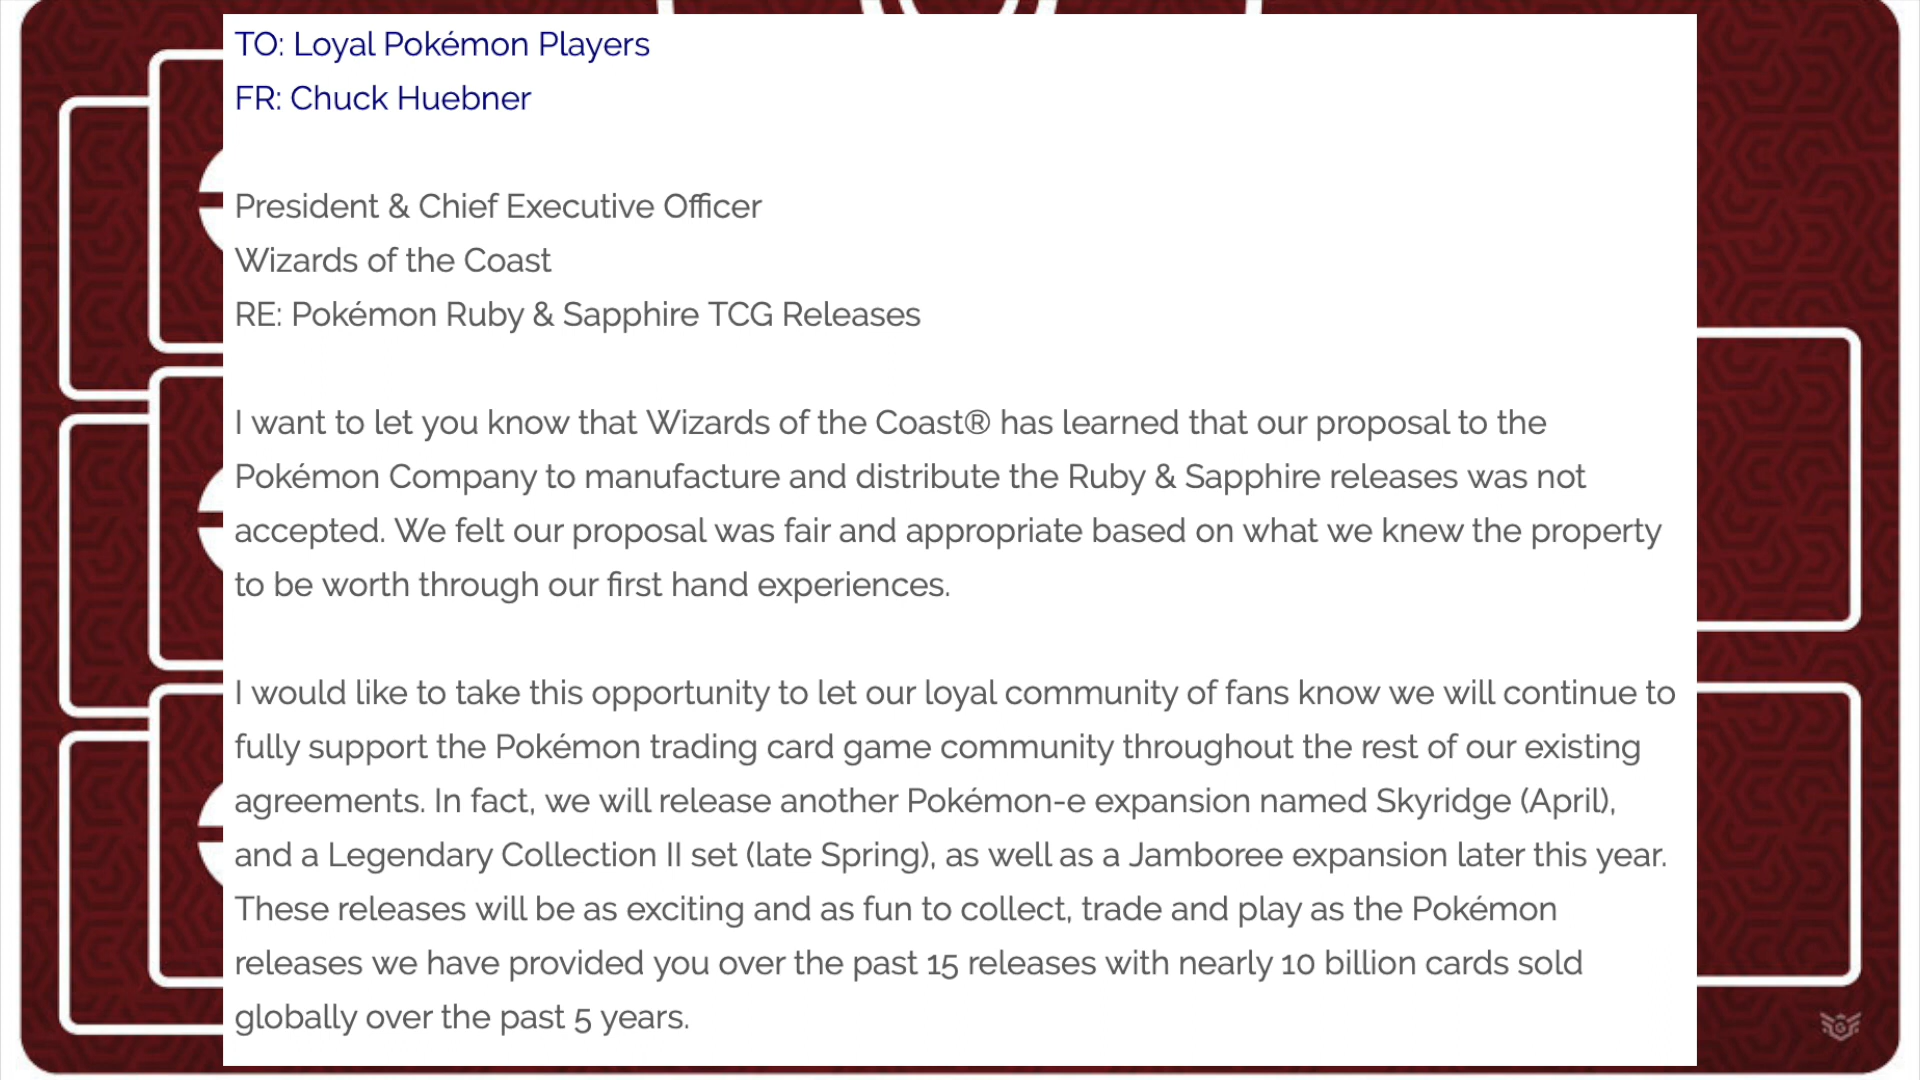 TO: Loyal Pokémon Players
FR: Chuck Huebner
President & Chief Executive Officer
Wizards of the Coast
RE: Pokémon Ruby & Sapphire TCG Releases
I want to let you know that Wizards of the Coast® has learned that our proposal to the
Pokémon Company to manufacture and distribute the Ruby & Sapphire releases was not
accepted. We felt our proposal was fair and appropriate based on what we knew the property
to be worth through our first hand experiences.
I would like to take this opportunity to let our loyal community of fans know we will continue to
fully support the Pokémon trading card game community throughout the rest of our existing
agreements. In fact, we will release another Pokémon-e expansion named Skyridge (April),
and a Legendary Collection II set (late Spring), as well as a Jamboree expansion later this year.
These releases will be as exciting and as fun to collect, trade and play as the Pokémon
releases we have provided you over the past 15 releases with nearly 10 billion cards sold
globally over the past 5 years.